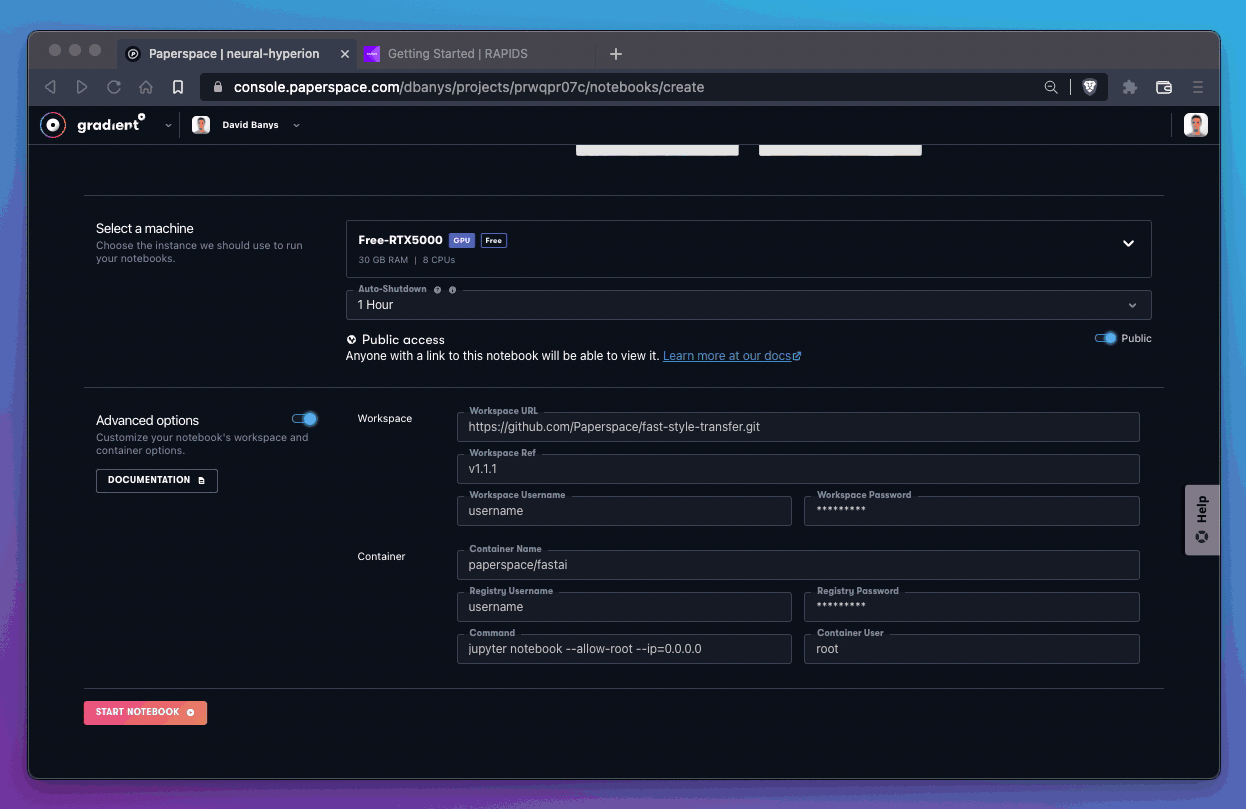 Paperspace | neural-hyperion
Getting Started | RAPIDS
console.paperspace.com/dbanys/projects/prwqpr07c/notebooks/create
gradient
David Banys
Select a machine
Choose the instance we should use to run
your notebooks.
Free-RTX5000 GPU Free
30 GB RAM | 8 CPUs
Auto-Shutdown
1 Hour
Public access
Public
Anyone with a link to this notebook will be able to view it. Learn more at our docs
Advanced options
Customize your notebook's workspace and
container options.
DOCUMENTATION
Workspace
Workspace URL
https://github.com/Paperspace/fast-style-transfer.git
Workspace Ref
v1.1.1
Workspace Username
username
Workspace Password
*********
Container
Container Name
paperspace/fastai
Registry Username
username
Registry Password
*********
Command
jupyter notebook --allow-root --ip=0.0.0.0
Container User
root
START NOTEBOOK
Help